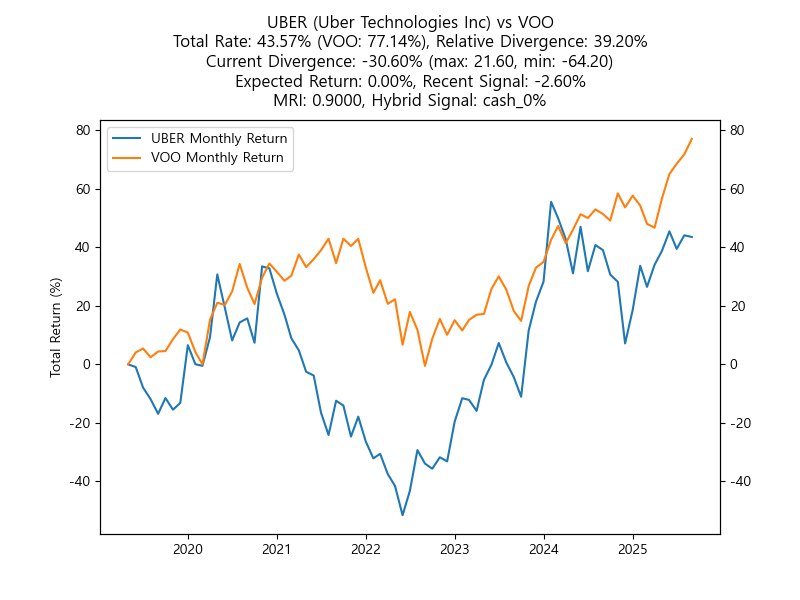 UBER (Uber Technologies Inc) vs VOO
Total Rate: 43.57% (VOO: 77.14%), Relative Divergence: 39.20%
Current Divergence: -30.60% (max: 21.60, min: -64.20)
Expected Return: 0.00%, Recent Signal: -2.60%
MRI: 0.9000, Hybrid Signal: cash_0%
UBER Monthly Return
VOO Monthly Return
Total Return (%)
80
60
40
20
0
-20
-40
80
60
40
20
0
-20
-40
2020 2021 2022 2023 2024 2025